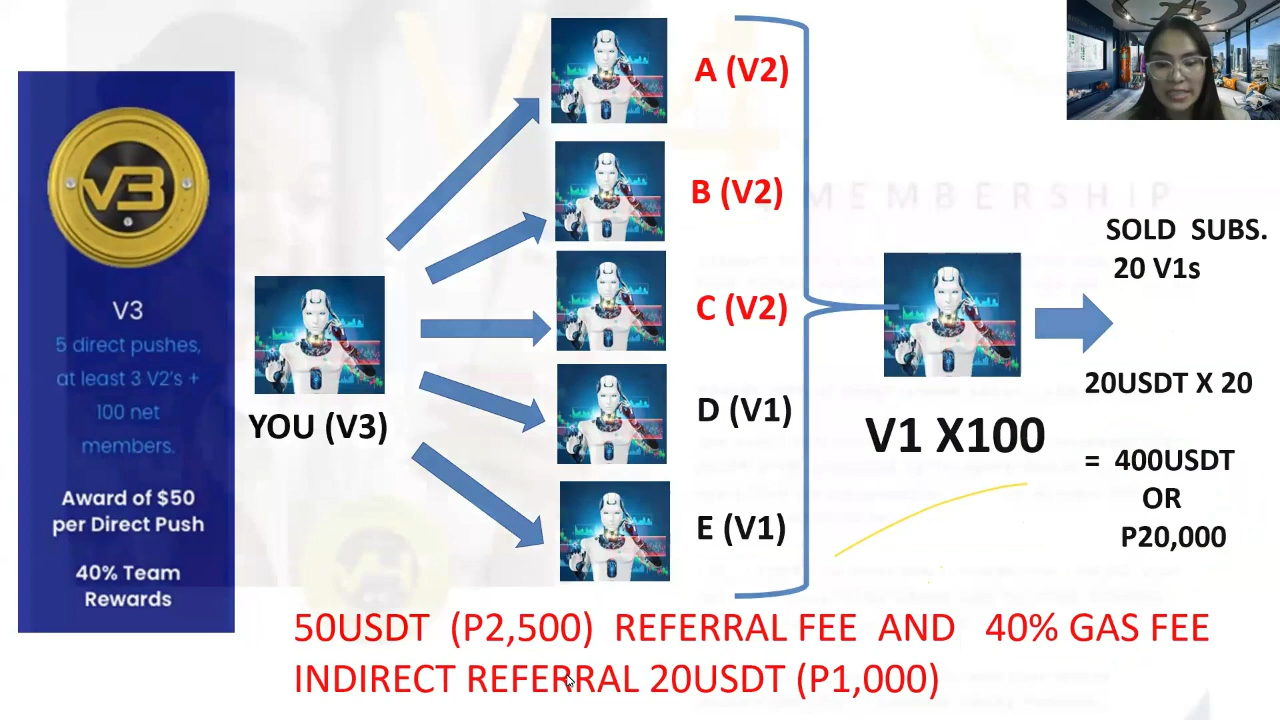 V3
V3
5 direct pushes,
at least 3 V2's +
100 net
members.
Award of $50
per Direct Push
40% Team
Rewards
YOU (V3)
A (V2)
B (V2)
C (V2)
D (V1)
E (V1)
MEMBERSHIP
V1 X100
SOLD SUBS.
20 V1s
20USDT X 20
= 400USDT
OR
P20,000
50USDT (P2,500) REFERRAL FEE AND 40% GAS FEE
INDIRECT REFERRAL 20USDT (P1,000)